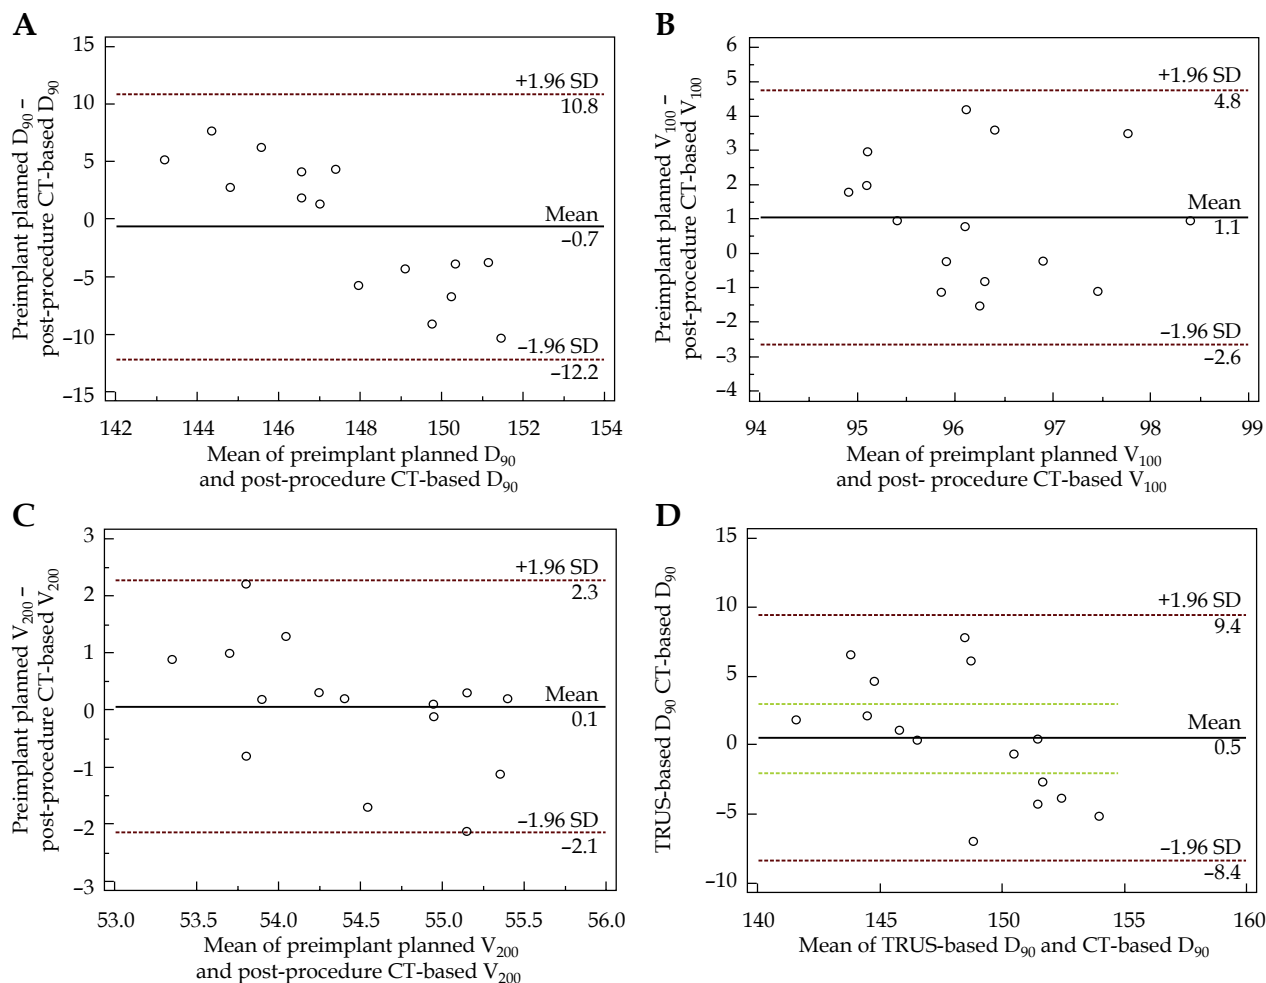 A
Preimplant planned D90 –
post-procedure CT-based D90
15
10
5
0
–5
–10
–15
+1.96 SD
10.8
Mean
–0.7
–1.96 SD
–12.2
142 144 146 148 150 152 154
Mean of preimplant planned D90
and post-procedure CT-based D90
B
Preimplant planned V100 –
post-procedure CT-based V100
6
5
4
3
2
1
0
–1
–2
–3
–4
+1.96 SD
4.8
Mean
1.1
–1.96 SD
–2.6
94 95 96 97 98 99
Mean of preimplant planned V100
and post- procedure CT-based V100
C
Preimplant planned V200 –
post-procedure CT-based V200
3
2
1
0
–1
–2
–3
+1.96 SD
2.3
Mean
0.1
–1.96 SD
–2.1
53.0 53.5 54.0 54.5 55.0 55.5 56.0
Mean of preimplant planned V200
and post-procedure CT-based V200
D
TRUS-based D90 CT-based D90
15
10
5
0
–5
–10
+1.96 SD
9.4
Mean
0.5
–1.96 SD
–8.4
140 145 150 155 160
Mean of TRUS-based D90 and CT-based D90